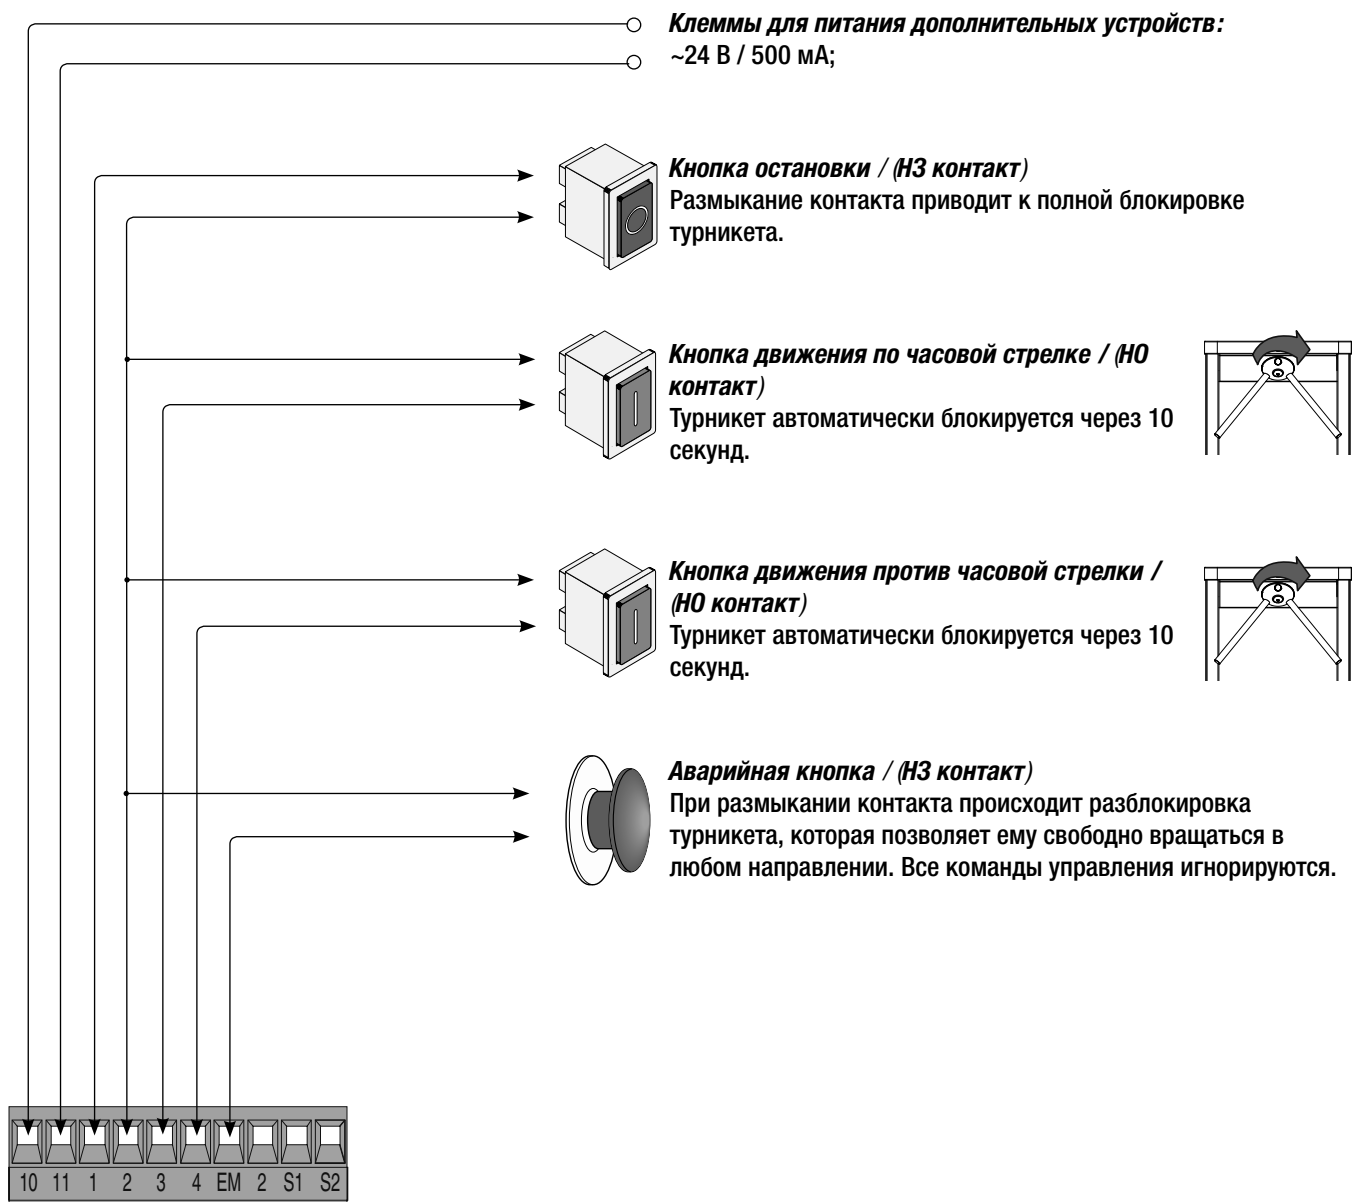 Клеммы для питания дополнительных устройств:
~24 В / 500 мА;
Кнопка остановки / (НЗ контакт)
Размыкание контакта приводит к полной блокировке
турникета.
Кнопка движения по часовой стрелке / (НО
контакт)
Турникет автоматически блокируется через 10
секунд.
Кнопка движения против часовой стрелки /
(НО контакт)
Турникет автоматически блокируется через 10
секунд.
Аварийная кнопка / (НЗ контакт)
При размыкании контакта происходит разблокировка
турникета, которая позволяет ему свободно вращаться в
любом направлении. Все команды управления игнорируются.
10 11 1 2 3 4 EM 2 S1 S2